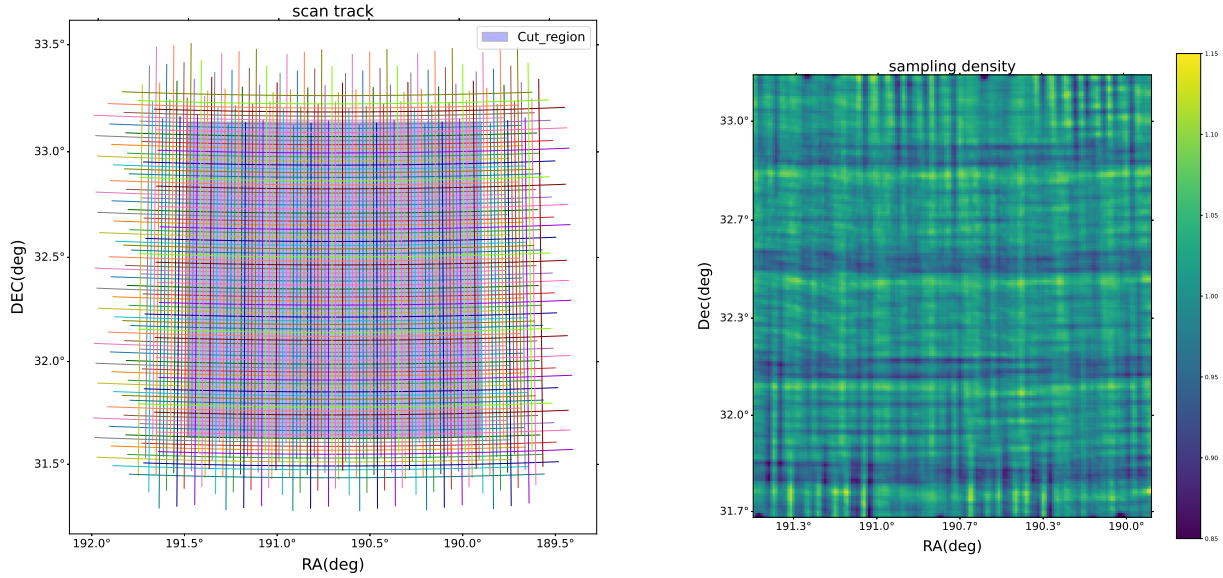 scan track
Cut_region
33.5°
33.0°
32.5°
32.0°
31.5°
DEC(deg)
192.0° 191.5° 191.0° 190.5° 190.0° 189.5°
RA(deg)
sampling density
33.0°
32.7°
32.3°
32.0°
31.7°
Dec(deg)
191.3° 191.0° 190.7° 190.3° 190.0°
RA(deg)
1.15
1.10
1.05
1.00
0.95
0.90
0.85